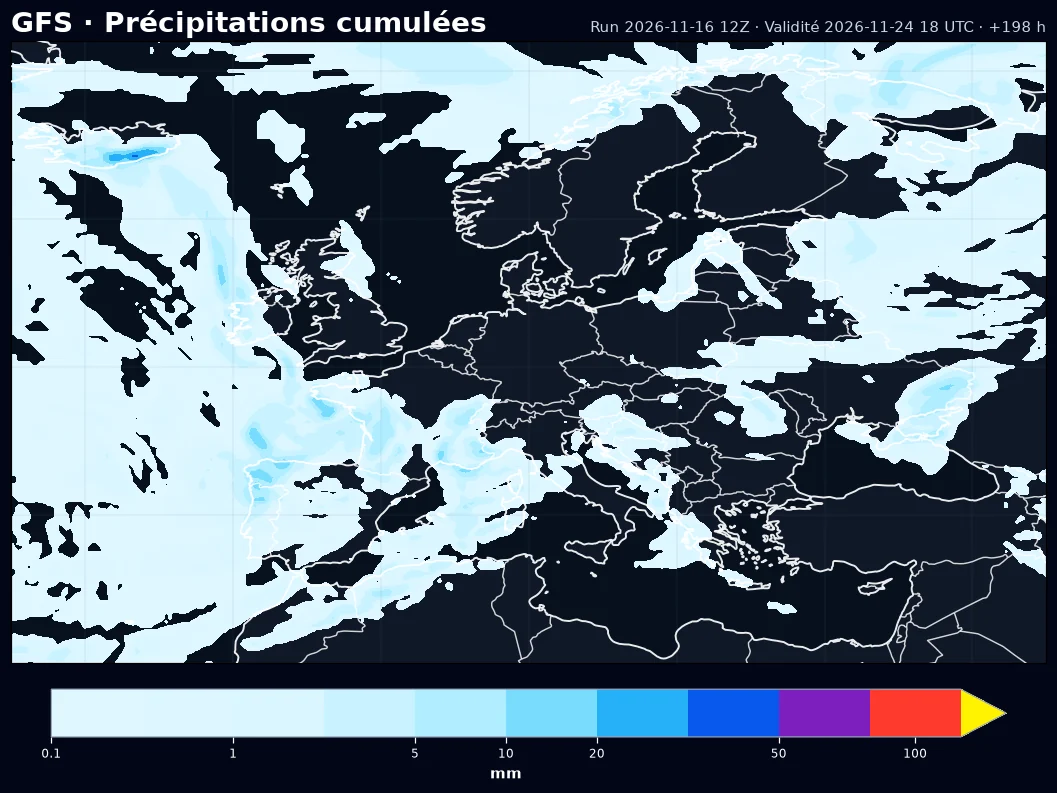 GFS · Précipitations cumulées
Run 2026-11-16 12Z · Validité 2026-11-24 18 UTC · +198 h
0.1 1 5 10 20 50 100
mm